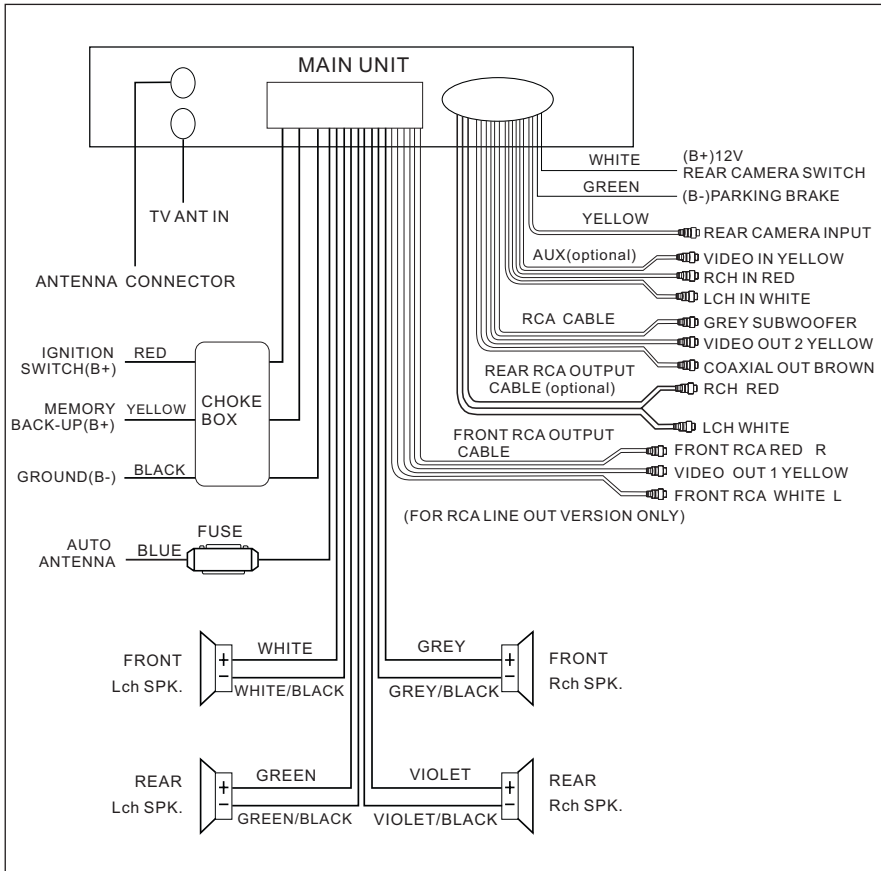 MAIN UNIT
WHITE
(B+)12V
REAR CAMERA SWITCH
GREEN
(B-)PARKING BRAKE
YELLOW
REAR CAMERA INPUT
AUX(optional)
VIDEO IN YELLOW
RCH IN RED
LCH IN WHITE
RCA CABLE
GREY SUBWOOFER
VIDEO OUT 2 YELLOW
COAXIAL OUT BROWN
REAR RCA OUTPUT
CABLE (optional)
RCH RED
LCH WHITE
FRONT RCA OUTPUT
CABLE
FRONT RCA RED R
VIDEO OUT 1 YELLOW
FRONT RCA WHITE L
(FOR RCA LINE OUT VERSION ONLY)
TV ANT IN
ANTENNA CONNECTOR
IGNITION
SWITCH(B+)
RED
MEMORY
BACK-UP(B+)
YELLOW
CHOKE
BOX
GROUND(B-)
BLACK
AUTO
ANTENNA
BLUE
FUSE
FRONT
Lch SPK.
+
−
WHITE
WHITE/BLACK
GREY
GREY/BLACK
+
−
FRONT
Rch SPK.
REAR
Lch SPK.
+
−
GREEN
GREEN/BLACK
VIOLET
VIOLET/BLACK
+
−
REAR
Rch SPK.